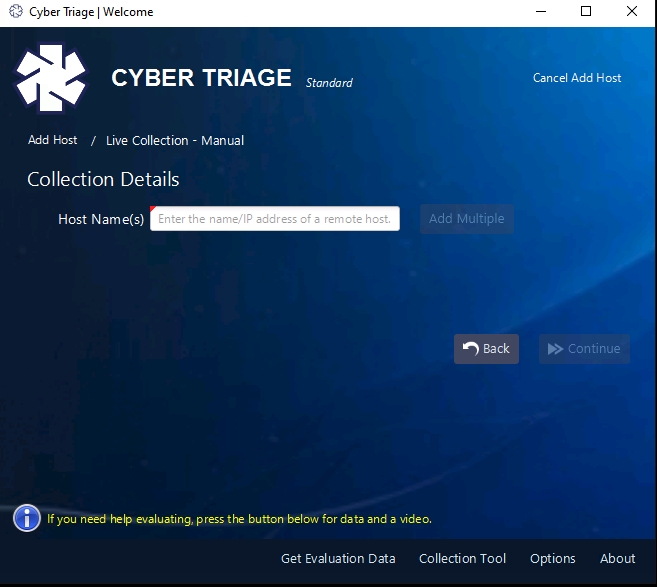 Cyber Triage | Welcome
CYBER TRIAGE Standard
Cancel Add Host
Add Host / Live Collection - Manual
Collection Details
Host Name(s) Enter the name/IP address of a remote host. Add Multiple
Back Continue
If you need help evaluating, press the button below for data and a video.
Get Evaluation Data Collection Tool Options About